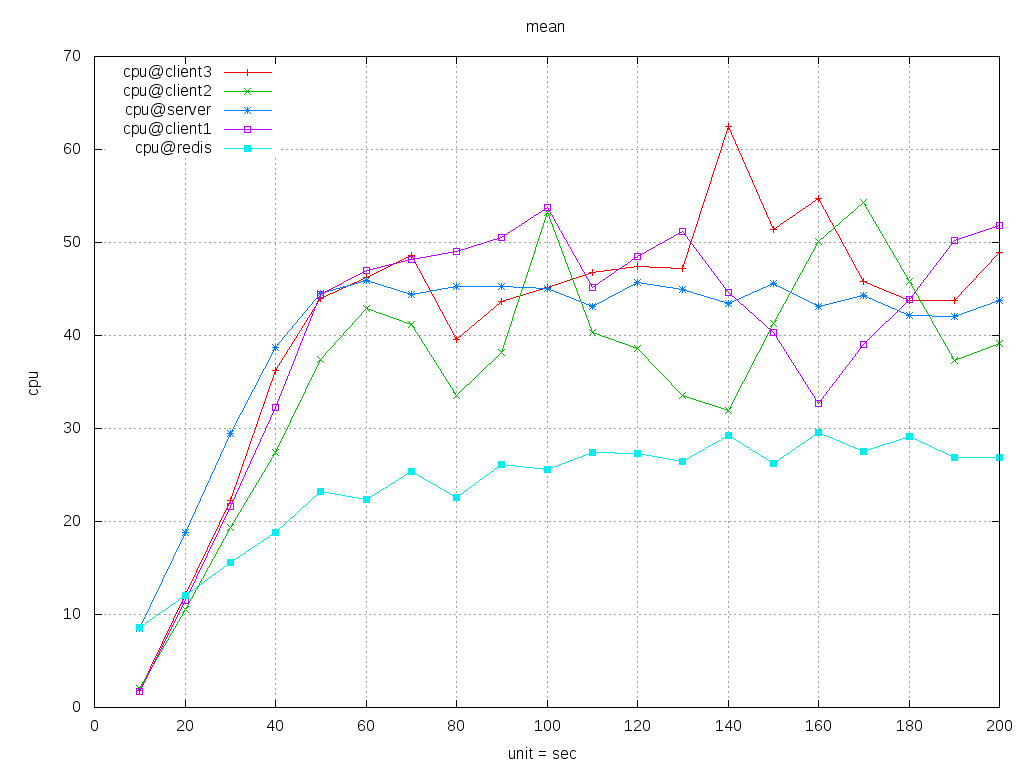 mean
70
60
50
40
30
20
10
0
cpu
cpu@client3
cpu@client2
cpu@server
cpu@client1
cpu@redis
0 20 40 60 80 100 120 140 160 180 200
unit = sec